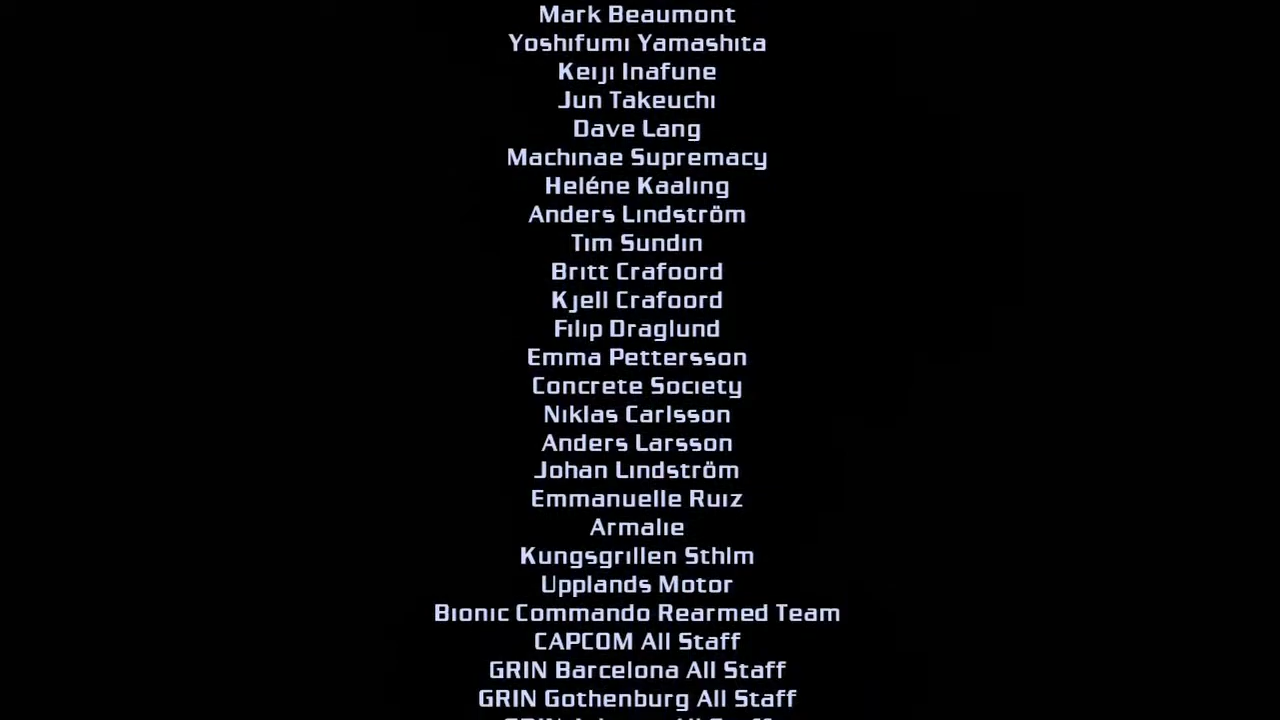 Mark Beaumont
Yoshifumi Yamashita
Keiji Inafune
Jun Takeuchi
Dave Lang
Machinae Supremacy
Heléne Kaaling
Anders Lindström
Tim Sundin
Britt Crafoord
Kjell Crafoord
Filip Draglund
Emma Pettersson
Concrete Society
Niklas Carlsson
Anders Larsson
Johan Lindström
Emmanuelle Ruiz
Armalie
Kungsgrillen Sthlm
Upplands Motor
Bionic Commando Rearmed Team
CAPCOM All Staff
GRIN Barcelona All Staff
GRIN Gothenburg All Staff